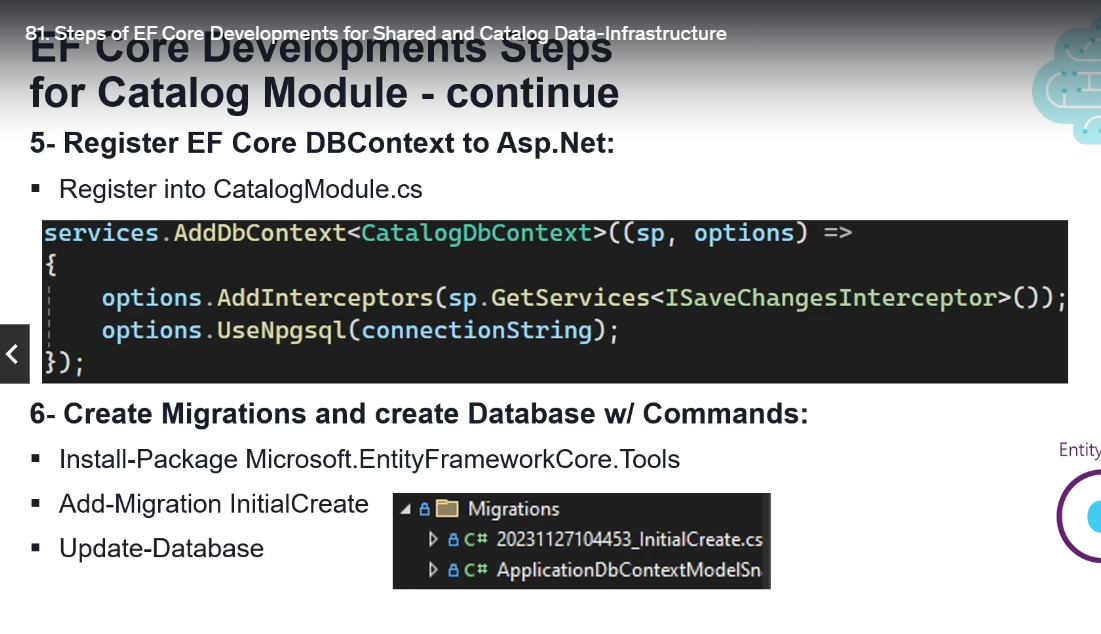 81. Steps of EF Core Developments for Shared and Catalog Data-Infrastructure
EF Core Developments Steps
for Catalog Module - continue
5- Register EF Core DBContext to Asp.Net:
▪ Register into CatalogModule.cs
services.AddDbContext<CatalogDbContext>((sp, options) =>
{
    options.AddInterceptors(sp.GetServices<ISaveChangesInterceptor>());
    options.UseNpgsql(connectionString);
});
6- Create Migrations and create Database w/ Commands:
▪ Install-Package Microsoft.EntityFrameworkCore.Tools
▪ Add-Migration InitialCreate
▪ Update-Database
Migrations
C# 20231127104453_InitialCreate.cs
C# ApplicationDbContextModelSn
Entity